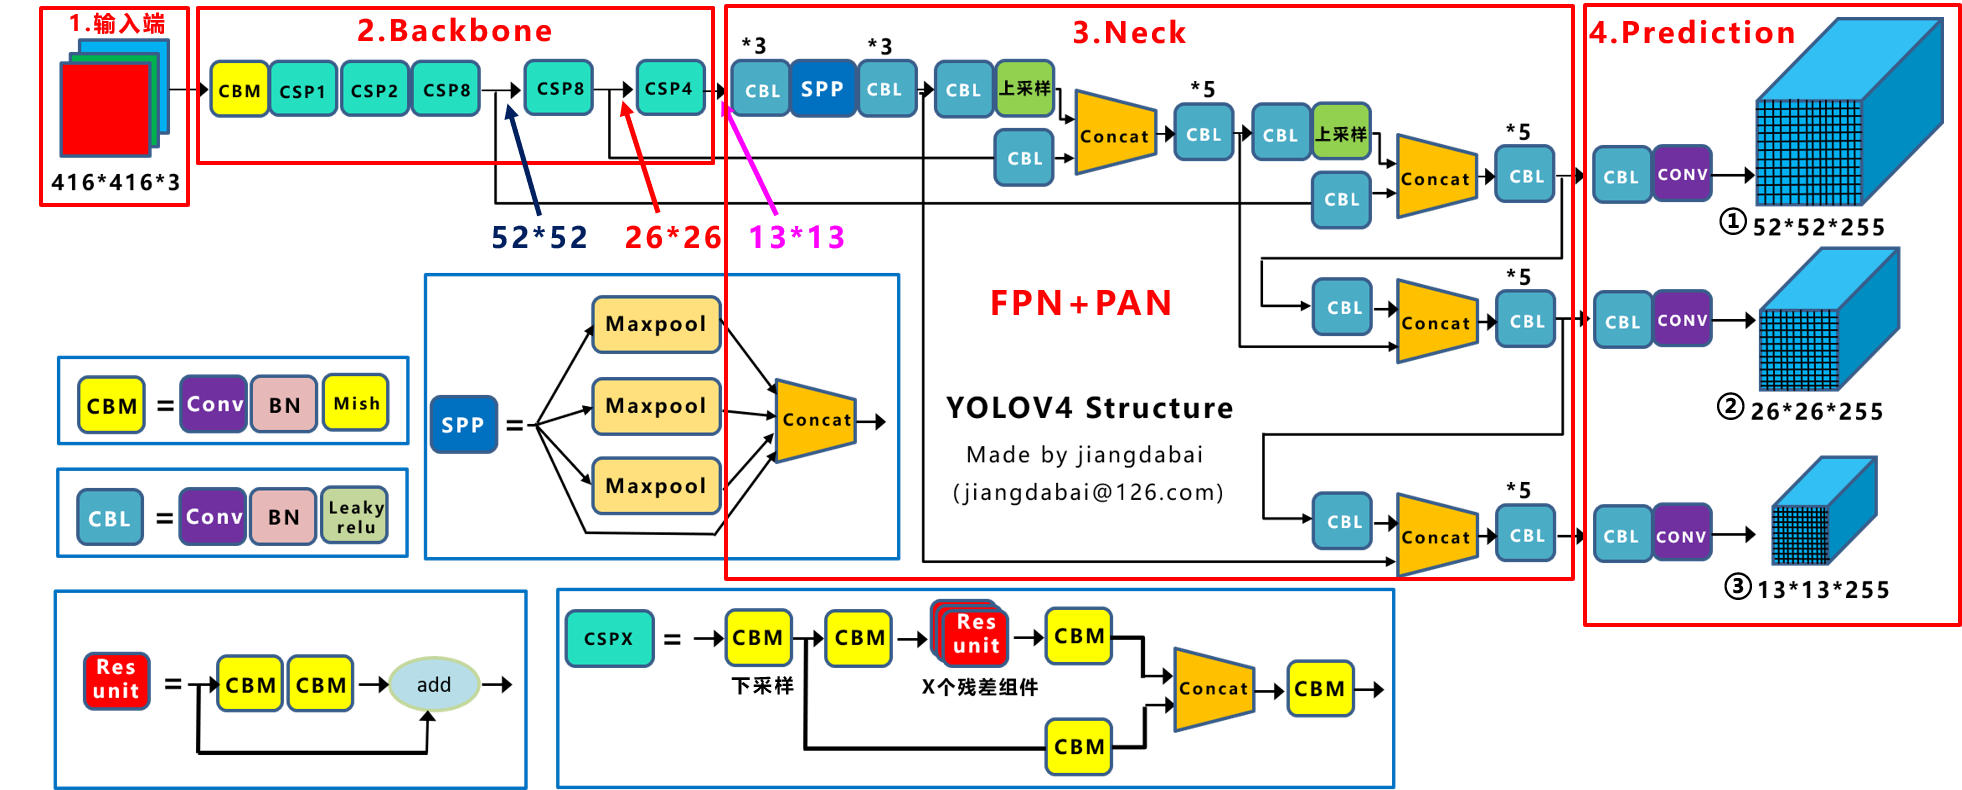 1.输入端
416*416*3
2.Backbone
CBM CSP1 CSP2 CSP8 CSP8 CSP4
52*52
26*26
13*13
3.Neck
*3 *3
CBL SPP CBL CBL 上采样
CBL
Concat
*5
CBL CBL 上采样
CBL
Concat
*5
CBL
FPN+PAN
CBL Concat
*5
CBL
YOLOV4 Structure
Made by jiangdabai
(jiangdabai@126.com)
CBL Concat
*5
CBL
4.Prediction
CBL CONV
① 52*52*255
CBL CONV
② 26*26*255
CBL CONV
③ 13*13*255
CBM = Conv BN Mish
CBL = Conv BN Leaky
relu
SPP =
Maxpool
Maxpool
Maxpool
Concat
Res
unit = CBM CBM add
CSPX = CBM CBM Res
unit CBM
下采样 X个残差组件
CBM
Concat CBM